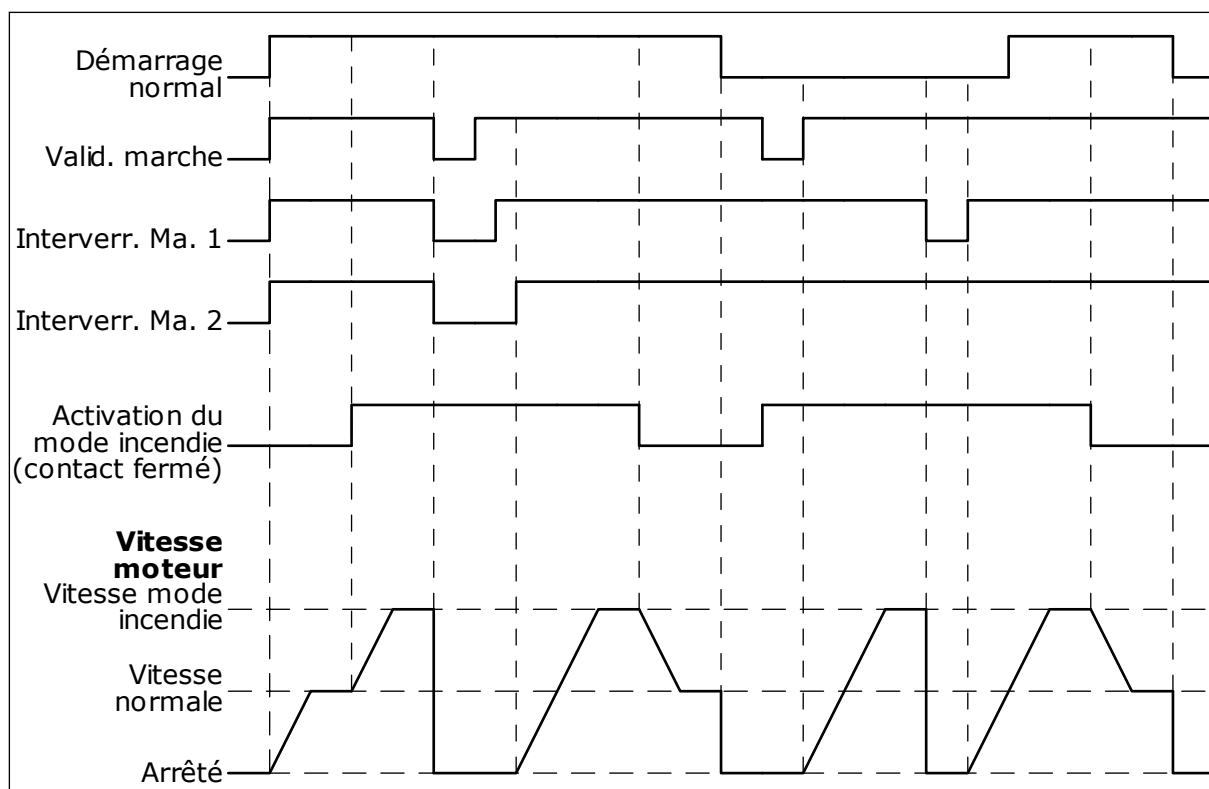 Démarrage
normal
Valid. marche
Interverr. Ma. 1
Interverr. Ma. 2
Activation du
mode incendie
(contact fermé)
Vitesse
moteur
Vitesse mode
incendie
Vitesse
normale
Arrêté